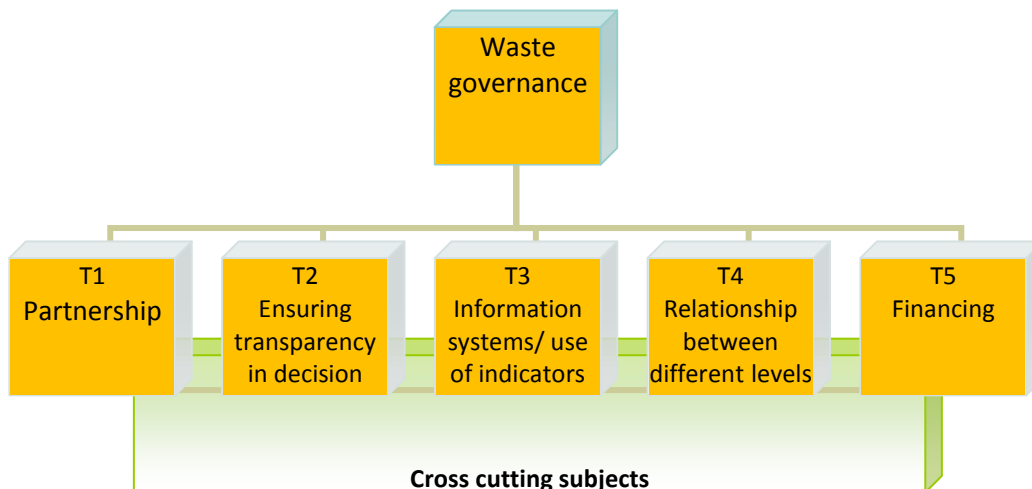 Waste
governance
T1
Partnership
T2
Ensuring
transparency
in decision
T3
Information
systems/ use
of indicators
T4
Relationship
between
different levels
T5
Financing
Cross cutting subjects